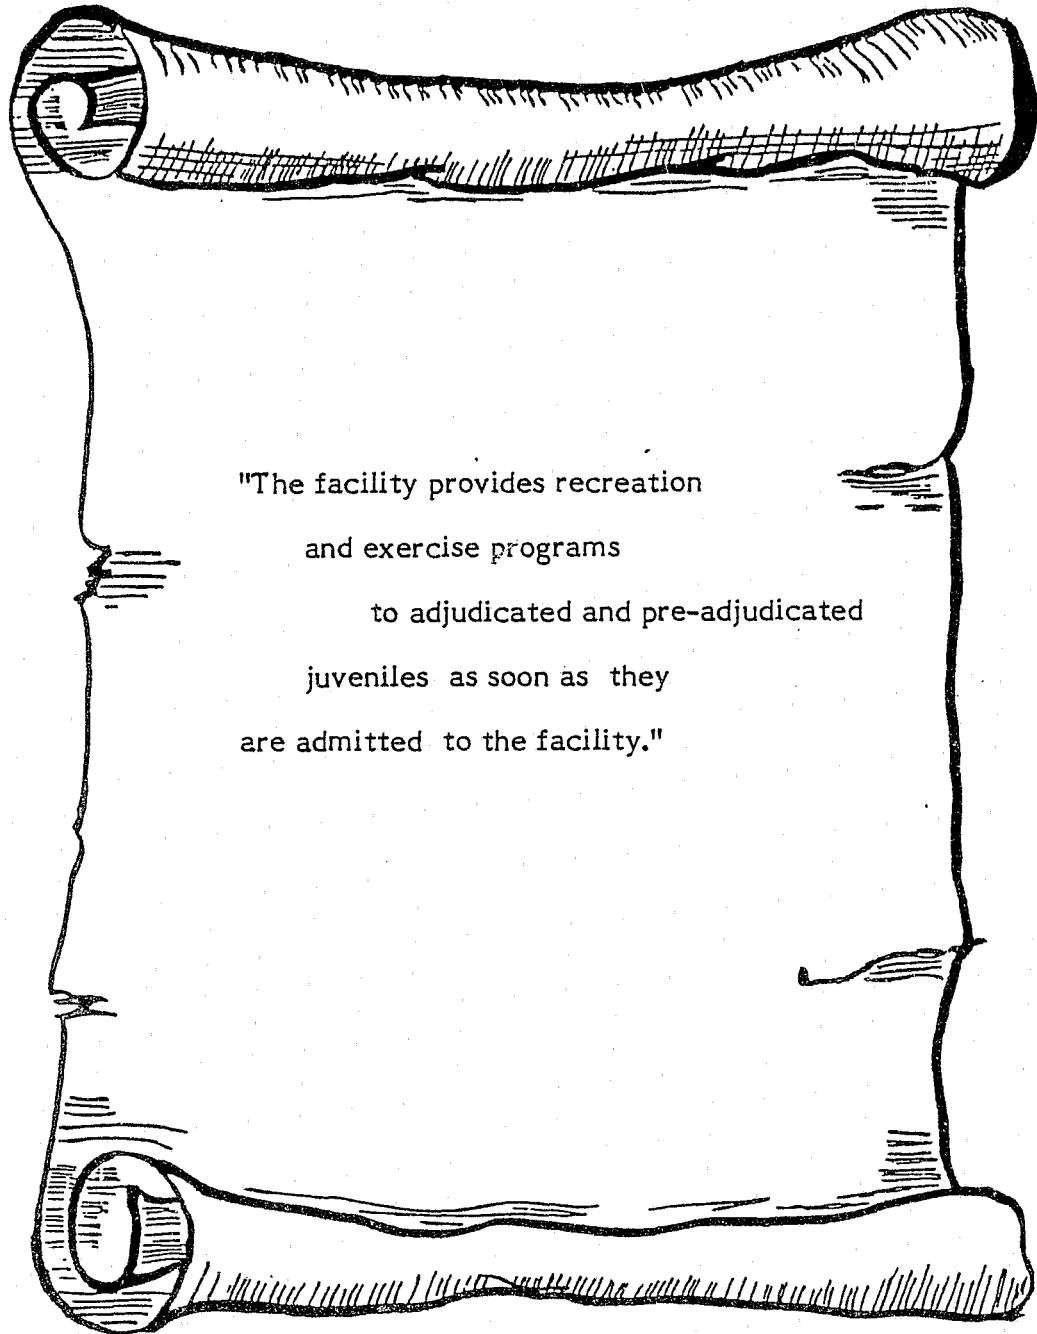 "The facility provides recreation
and exercise programs
to adjudicated and pre-adjudicated
juveniles as soon as they
are admitted to the facility."